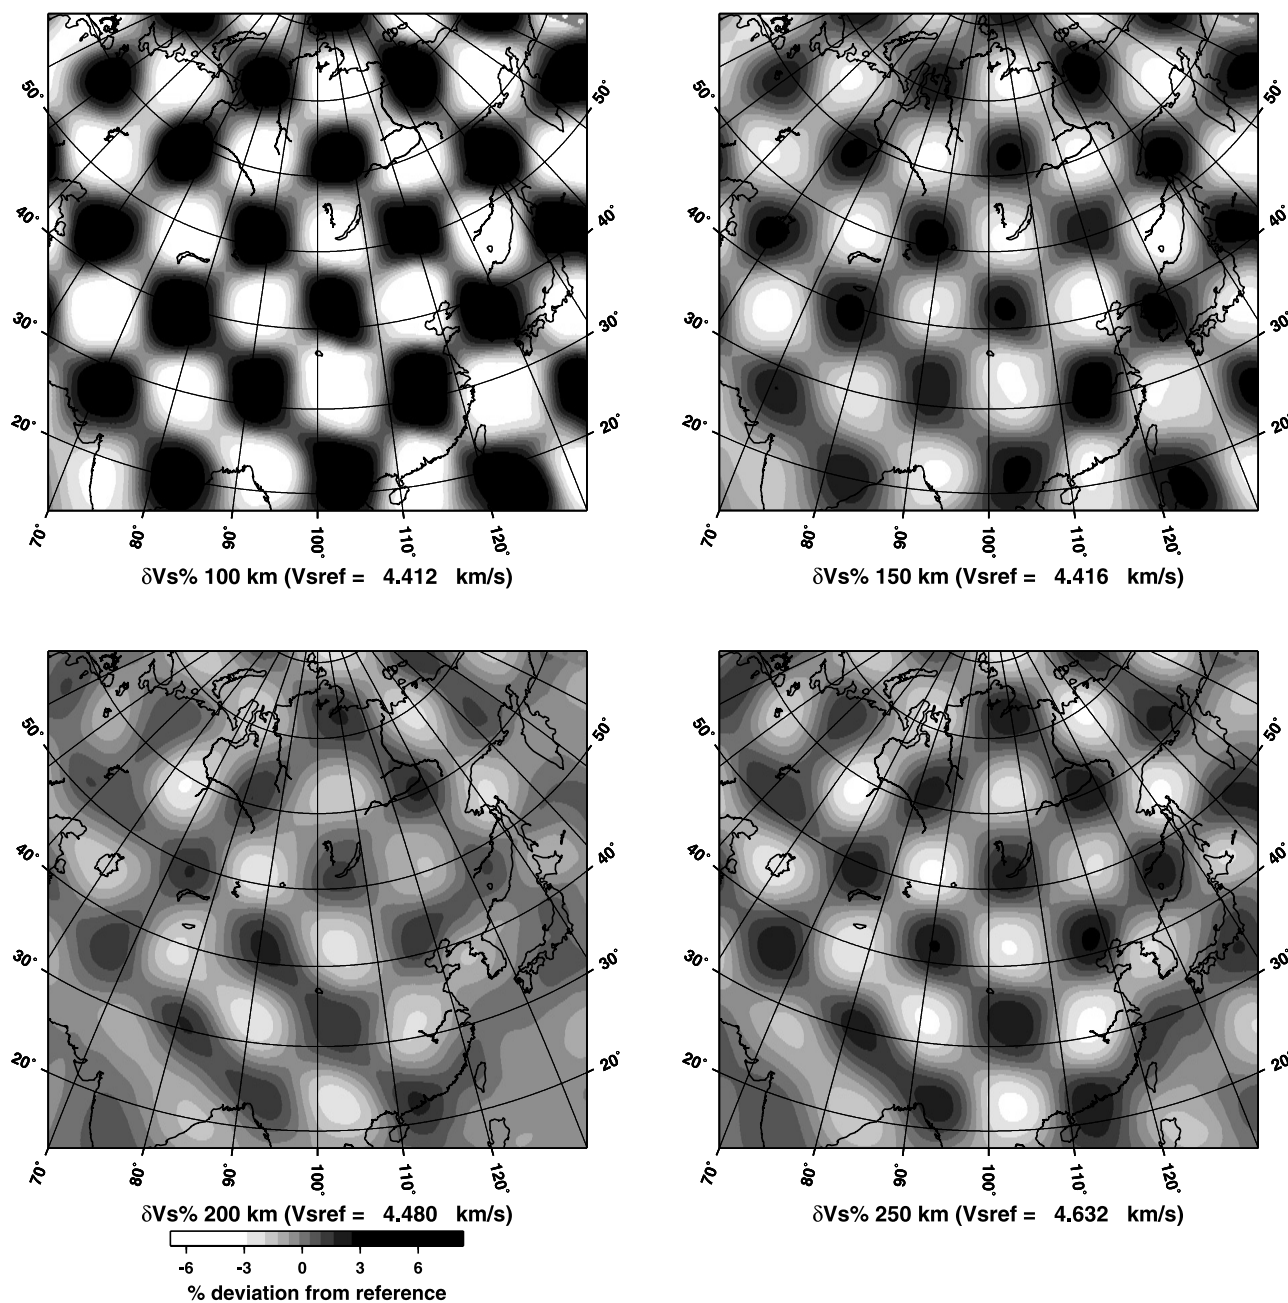 50° 50° 50° 50°
40° 40° 40° 40°
30° 30° 30° 30°
20° 20° 20° 20°
70° 80° 90° 100° 110° 120° 70° 80° 90° 100° 110° 120°
δVs% 100 km (Vsref = 4.412 km/s) δVs% 150 km (Vsref = 4.416 km/s)
50° 50° 50° 50°
40° 40° 40° 40°
30° 30° 30° 30°
20° 20° 20° 20°
70° 80° 90° 100° 110° 120° 70° 80° 90° 100° 110° 120°
δVs% 200 km (Vsref = 4.480 km/s) δVs% 250 km (Vsref = 4.632 km/s)
-6 -3 0 3 6
% deviation from reference